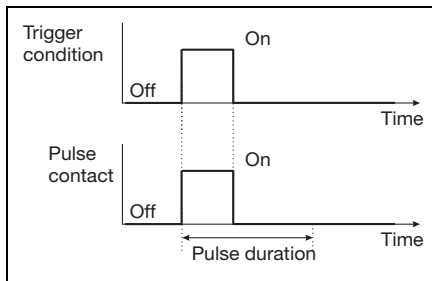 Trigger
condition
On
Off
Time
Pulse
contact
On
Off
Time
Pulse duration